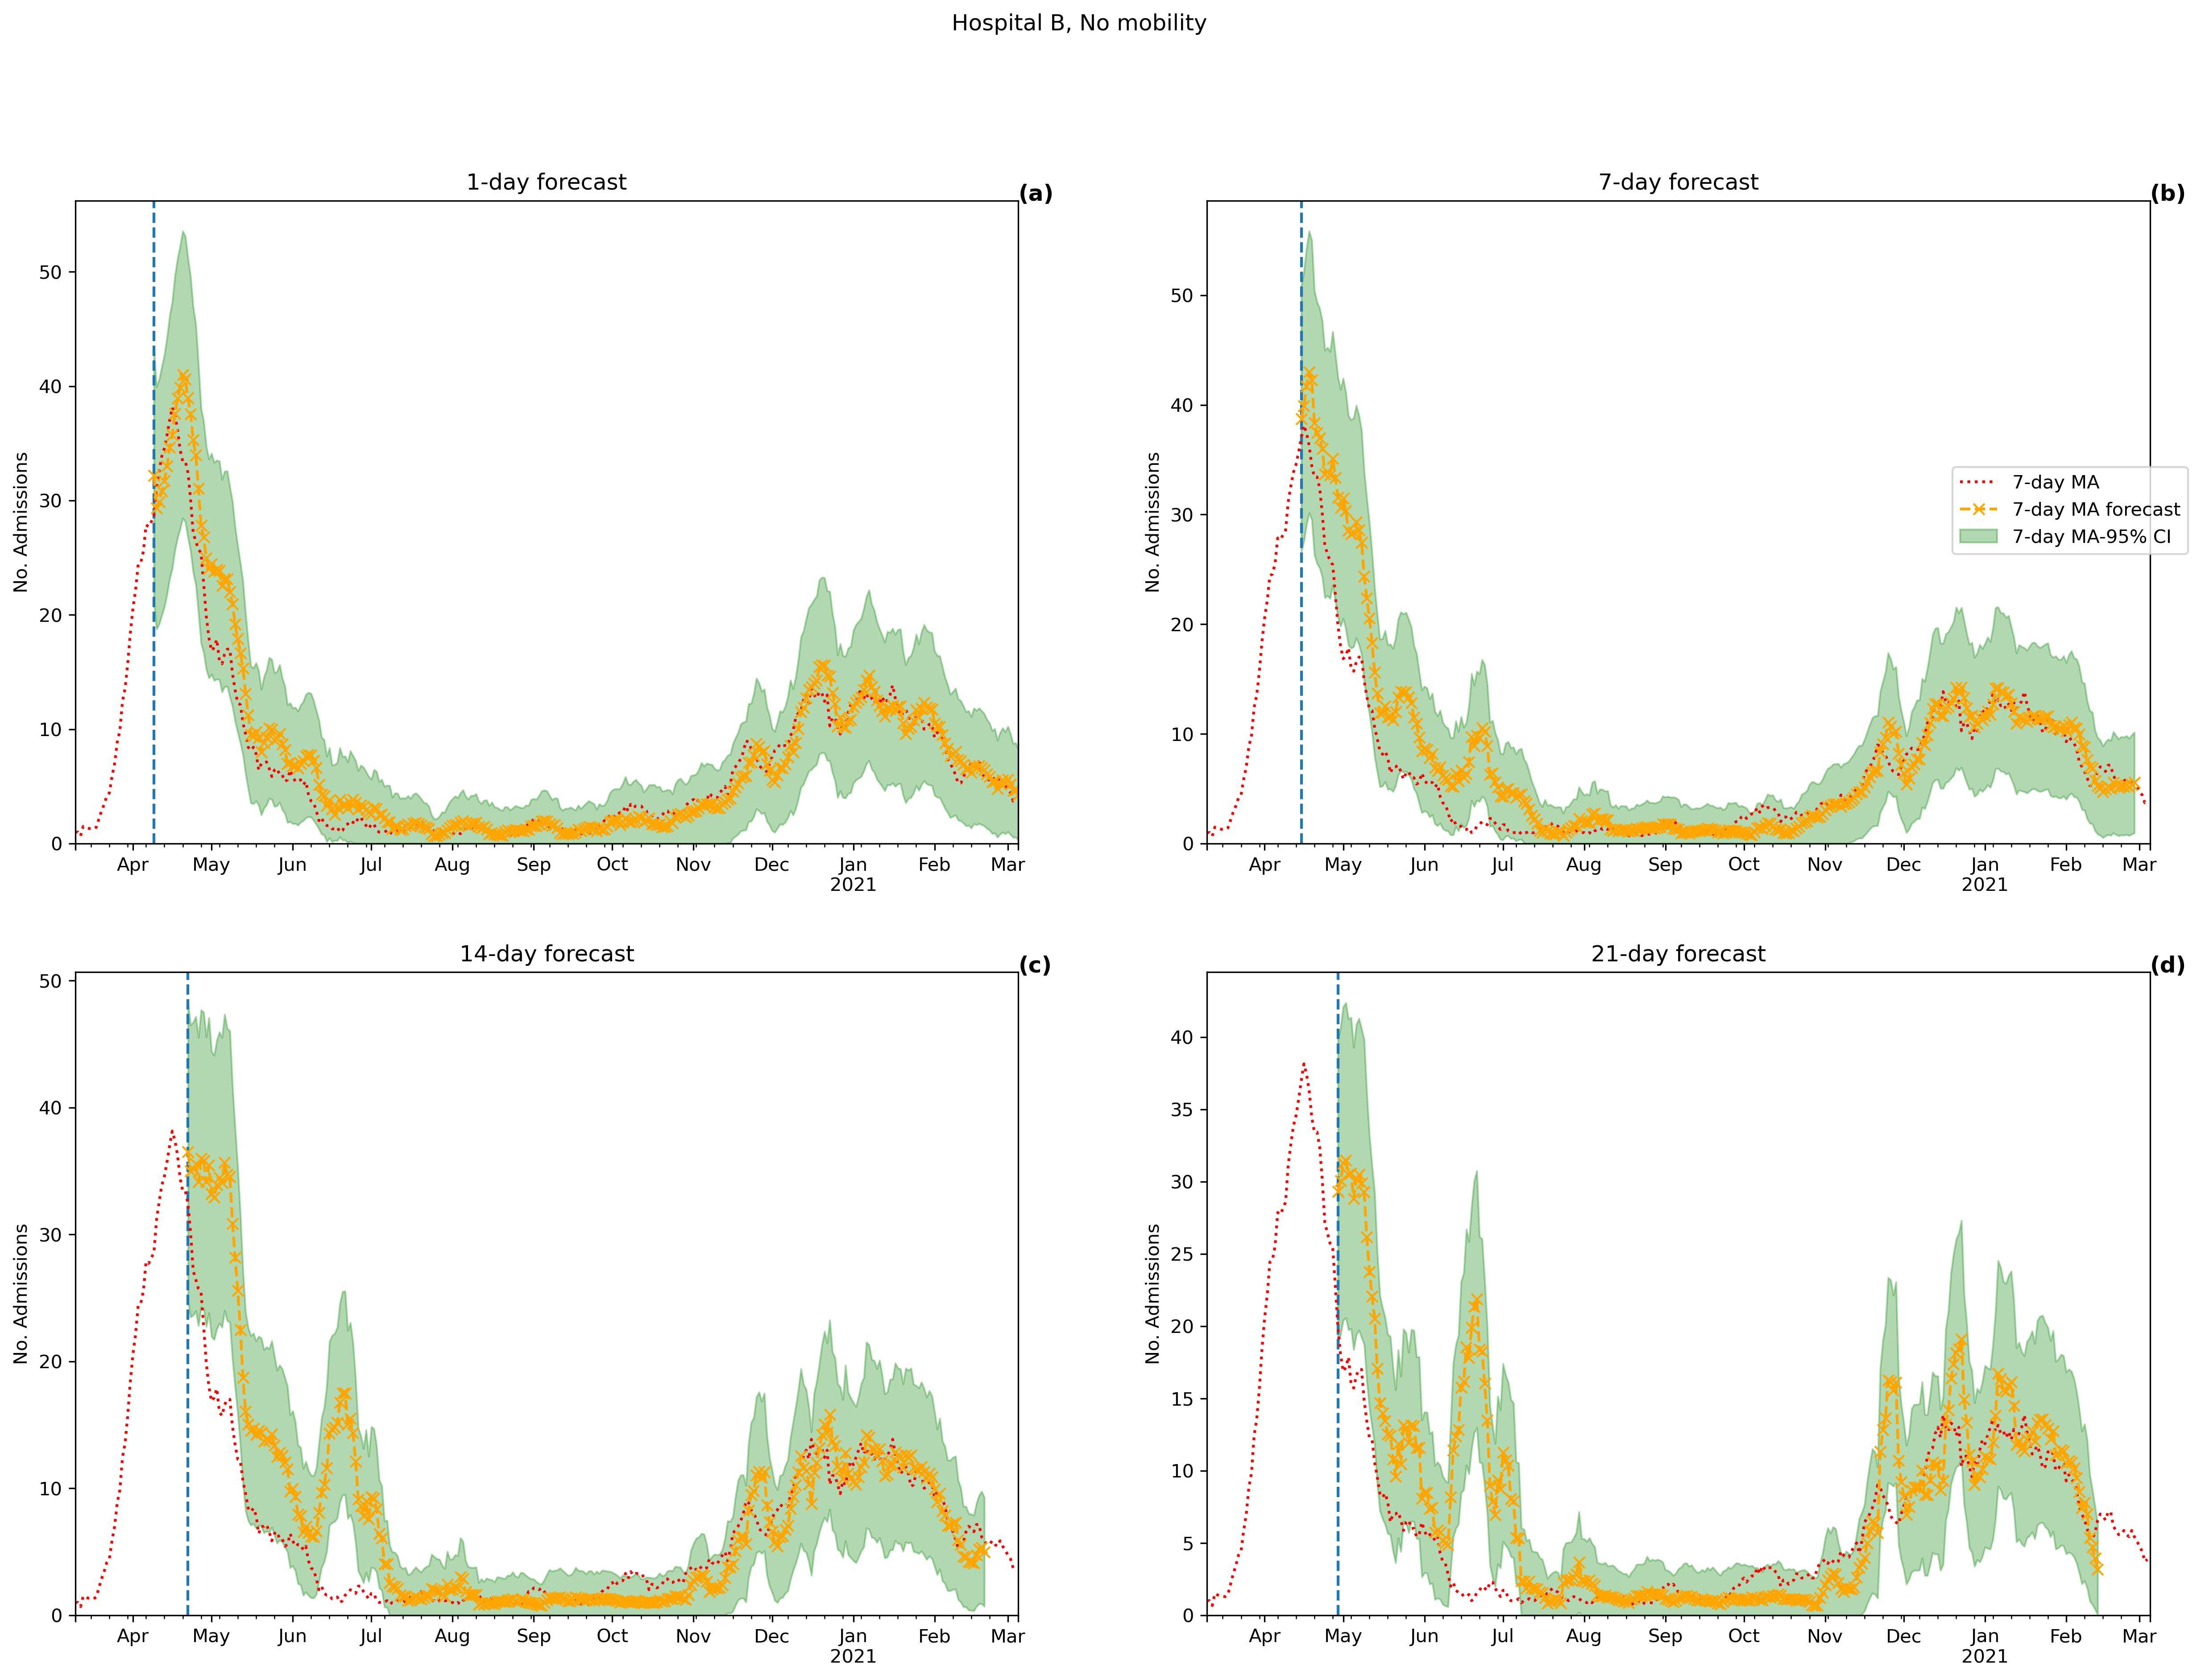 Hospital B, No mobility
1-day forecast
(a)
No. Admissions
50
40
30
20
10
0
Apr May Jun Jul Aug Sep Oct Nov Dec Jan Feb Mar
2021
7-day forecast
(b)
No. Admissions
50
40
30
20
10
0
7-day MA
7-day MA forecast
7-day MA-95% CI
Apr May Jun Jul Aug Sep Oct Nov Dec Jan Feb Mar
2021
14-day forecast
(c)
No. Admissions
50
40
30
20
10
0
Apr May Jun Jul Aug Sep Oct Nov Dec Jan Feb Mar
2021
21-day forecast
(d)
No. Admissions
40
35
30
25
20
15
10
5
0
Apr May Jun Jul Aug Sep Oct Nov Dec Jan Feb Mar
2021